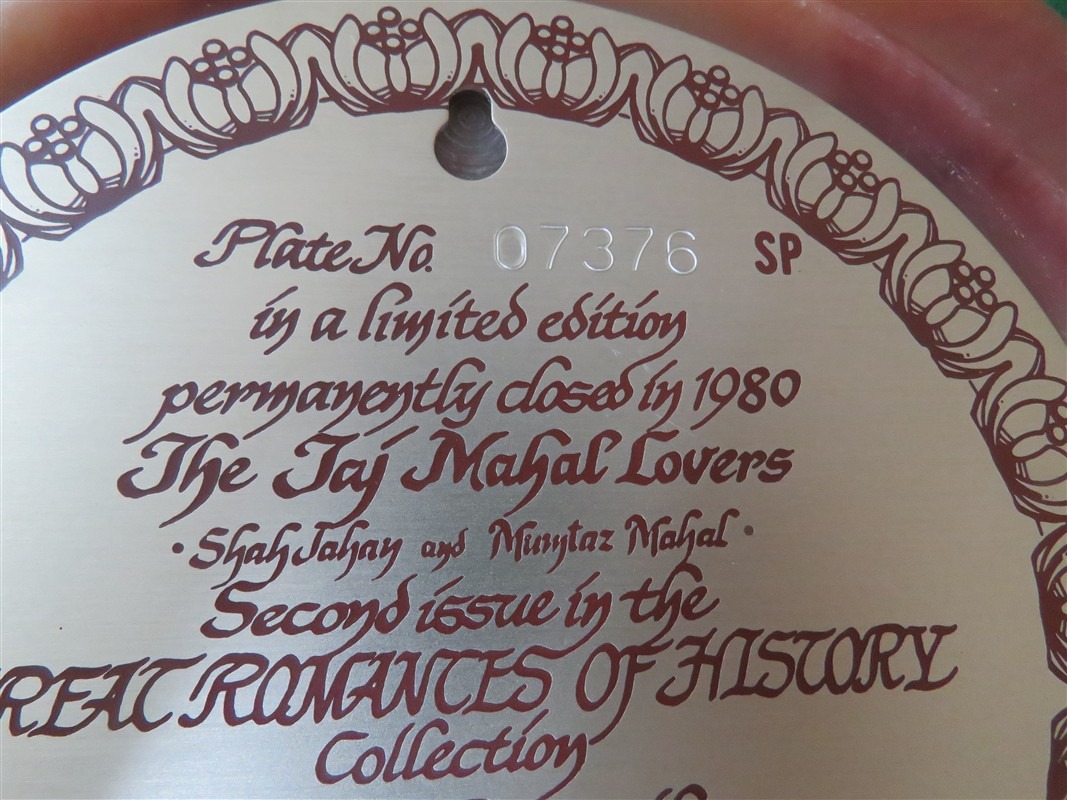 Plate No. 07376 SP
in a limited edition
permanently closed in 1980
The Taj Mahal Lovers
• Shah Jahan and Mumtaz Mahal •
Second issue in the
REAT ROMANCES OF HISTORY
Collection